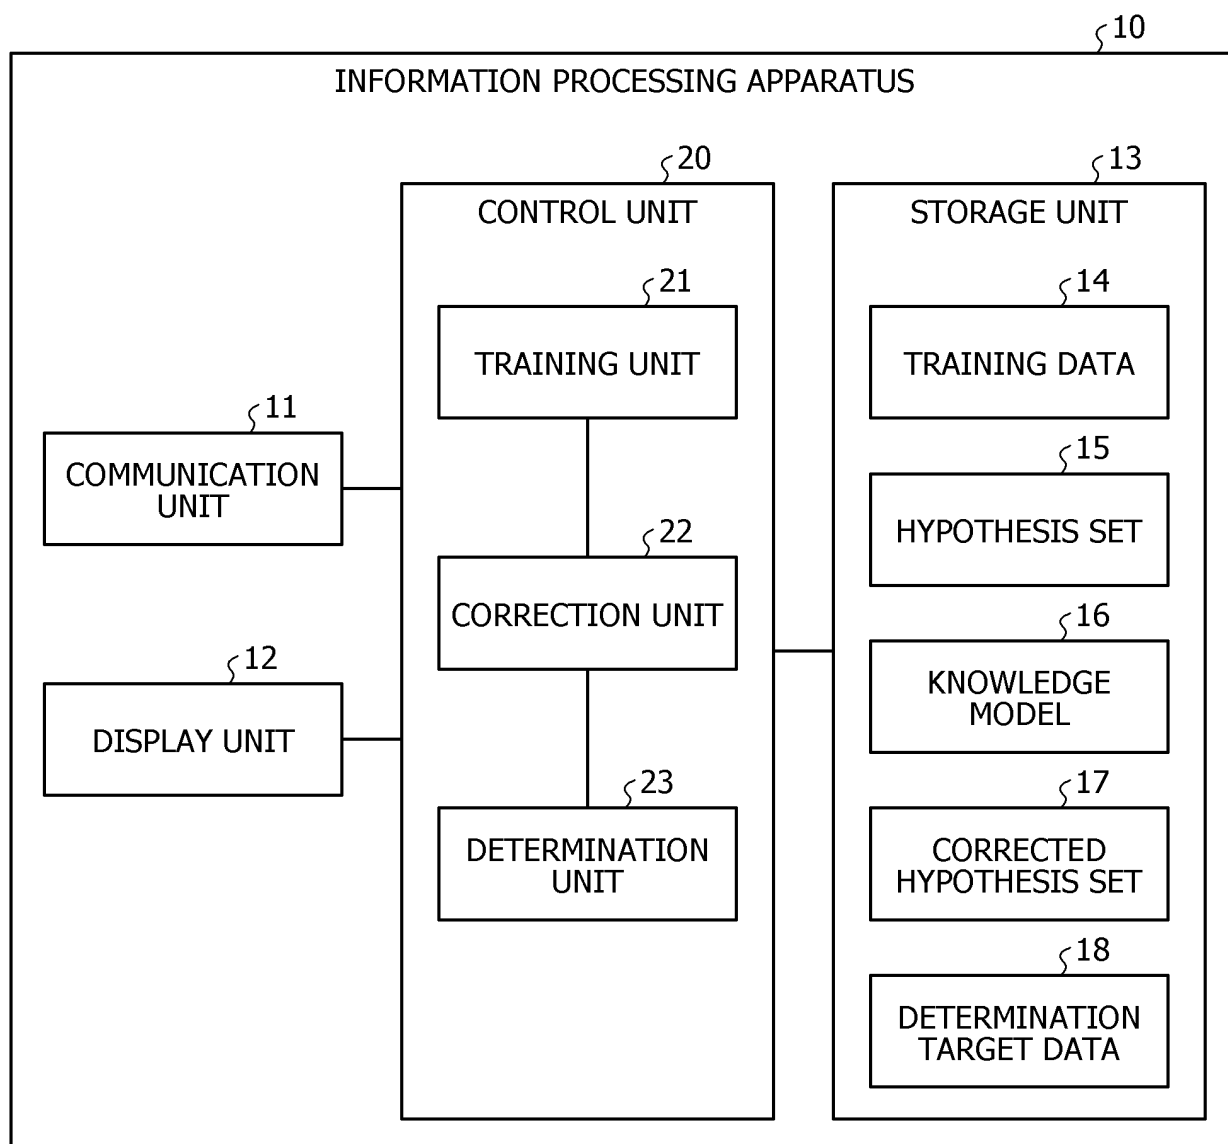 10
INFORMATION PROCESSING APPARATUS
20
CONTROL UNIT
13
STORAGE UNIT
21
TRAINING UNIT
14
TRAINING DATA
11
COMMUNICATION
UNIT
15
HYPOTHESIS SET
22
CORRECTION UNIT
12
DISPLAY UNIT
16
KNOWLEDGE
MODEL
23
DETERMINATION
UNIT
17
CORRECTED
HYPOTHESIS SET
18
DETERMINATION
TARGET DATA